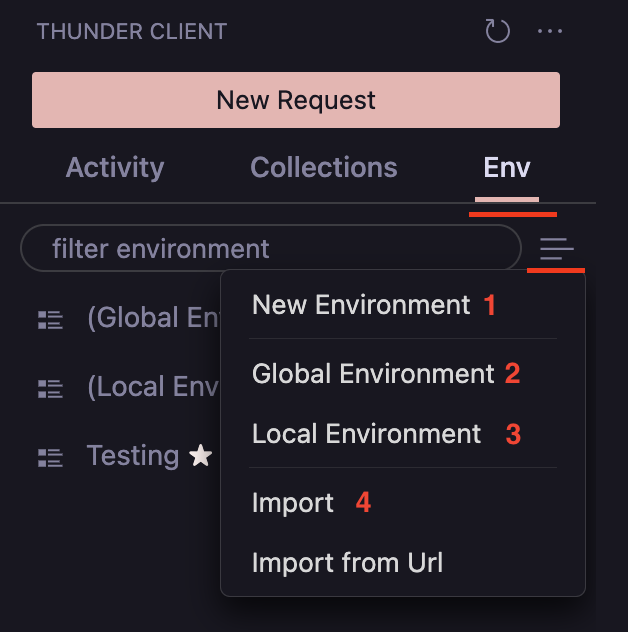 THUNDER CLIENT
New Request
Activity Collections Env
filter environment
New Environment 1
(Global En
Global Environment 2
(Local Env
Local Environment 3
Testing
Import 4
Import from Url